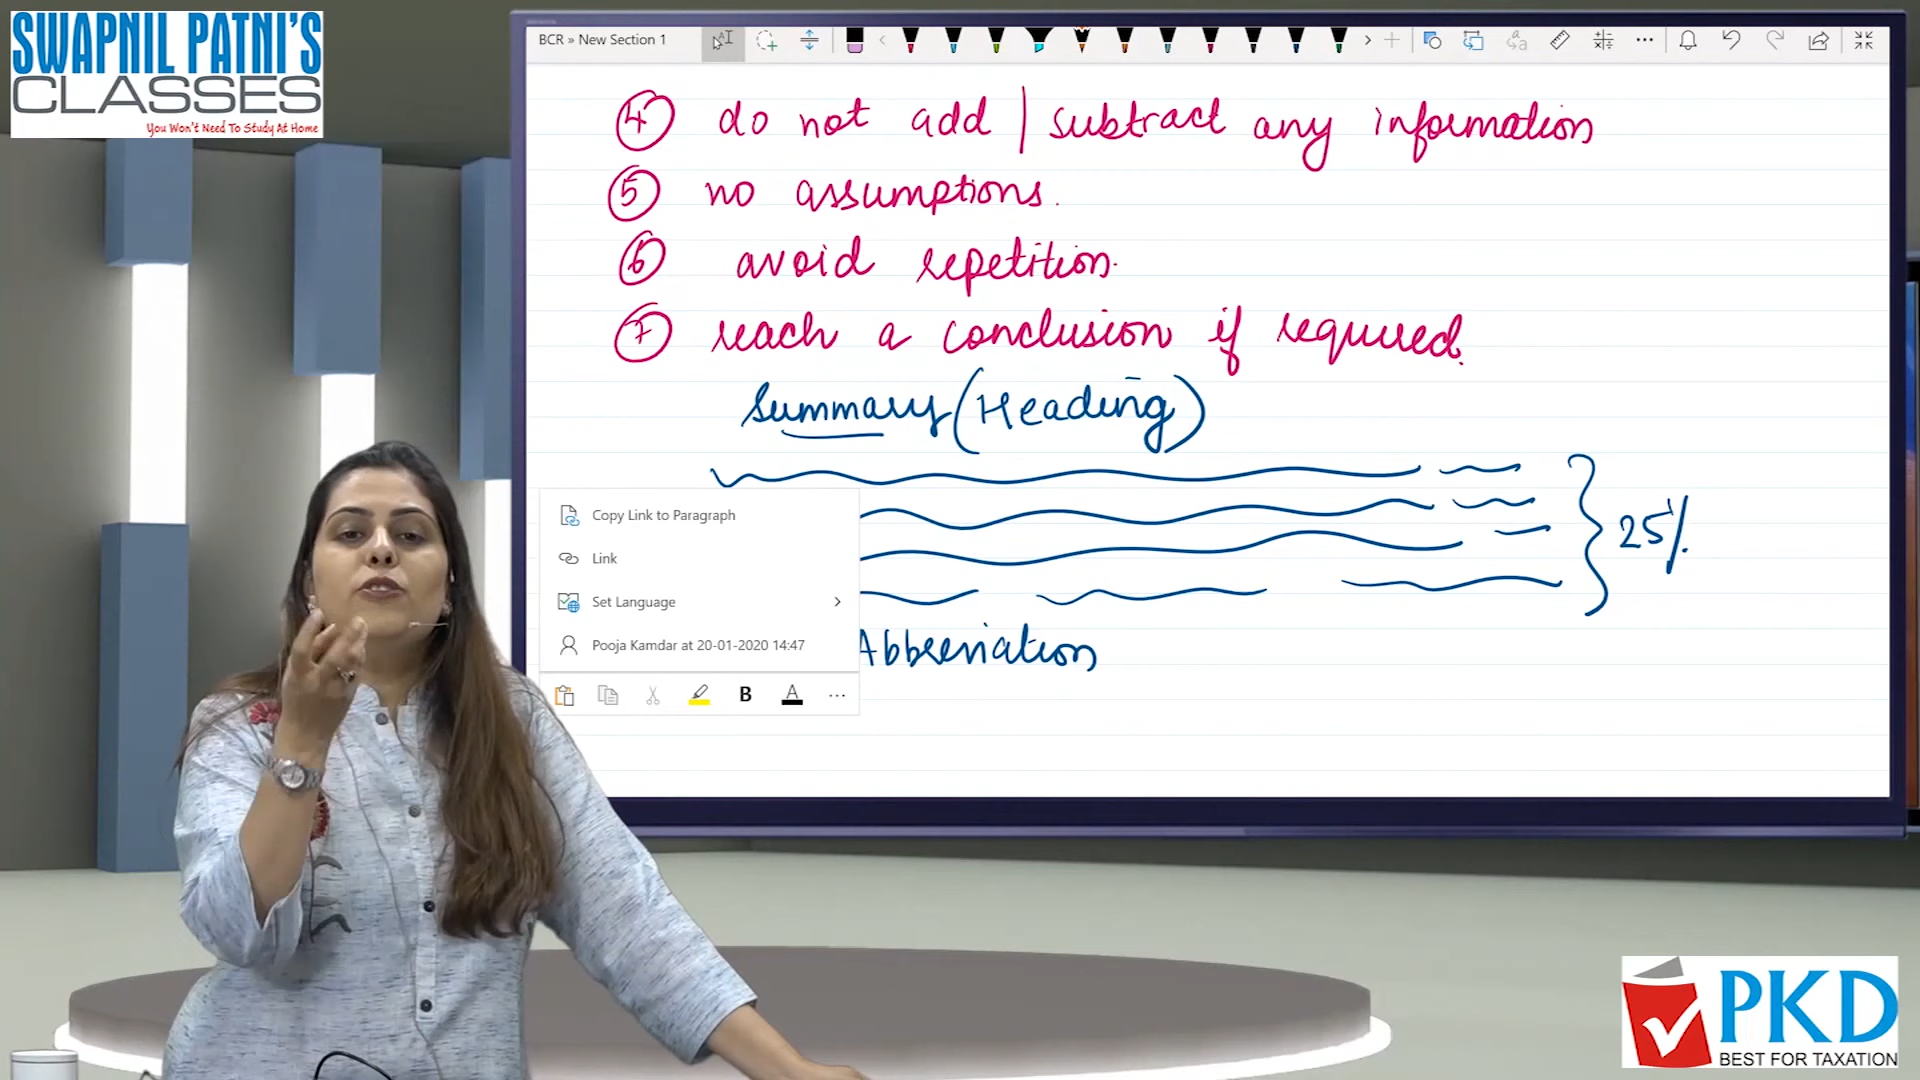 SWAPNIL PATNI'S
CLASSES
You Won't Need To Study At Home
BCR » New Section 1
④ do not add | subtract any information
⑤ no assumptions.
⑥ avoid repetition.
⑦ reach a conclusion if required.
Summary (Heading)
25%
Copy Link to Paragraph
Link
Set Language
Pooja Kamdar at 20-01-2020 14:47
Abbreviation
B A ...
PKD
BEST FOR TAXATION